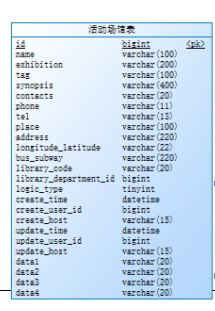 活动场馆表
id bigint <pk>
name varchar(100)
exhibition varchar(200)
tag varchar(100)
synopsis varchar(400)
contacts varchar(20)
phone varchar(11)
tel varchar(13)
place varchar(100)
address varchar(220)
longitude_latitude varchar(22)
bus_subway varchar(220)
library_code varchar(20)
library_department_id bigint
logic_type tinyint
create_time datetime
create_user_id bigint
create_host varchar(15)
update_time datetime
update_user_id bigint
update_host varchar(15)
data1 varchar(20)
data2 varchar(20)
data3 varchar(20)
data4 varchar(20)